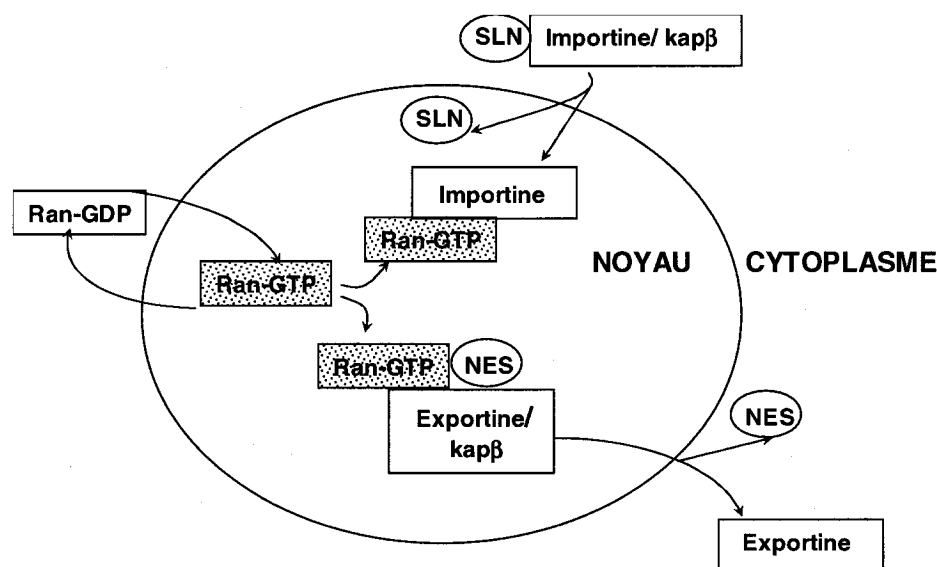 SLN
Importine/ kapβ
SLN
Importine
Ran-GDP
Ran-GTP
NOYAU
CYTOPLASME
Ran-GTP
Ran-GTP
NES
Exportine/
kapβ
NES
Exportine